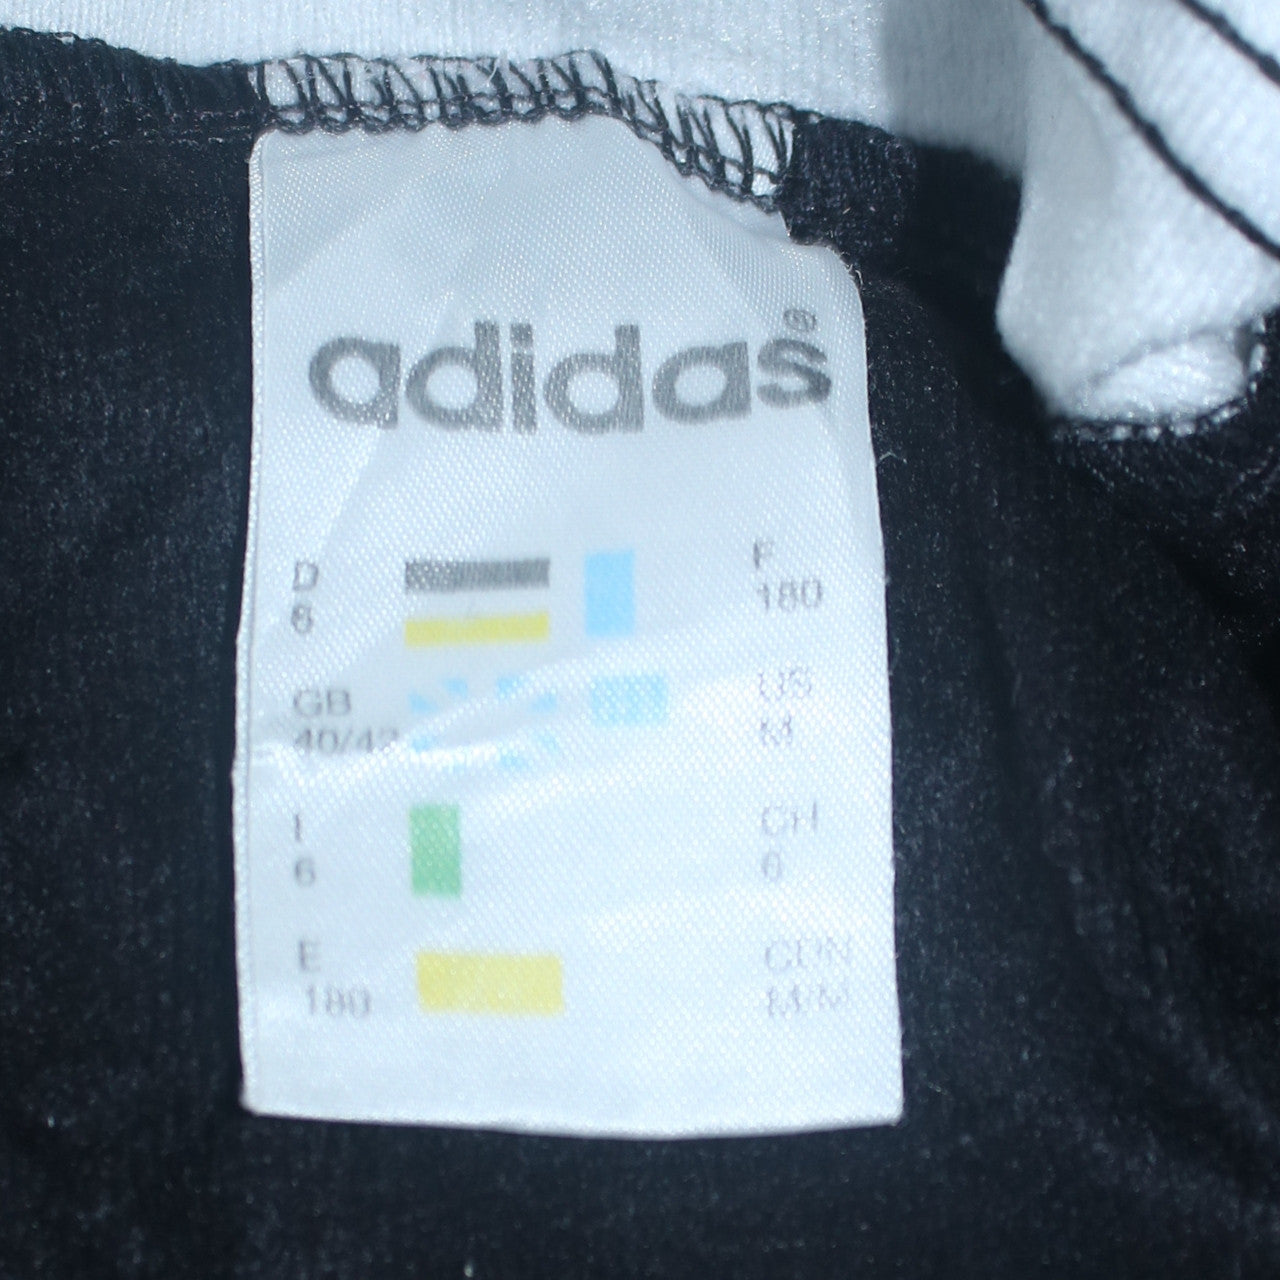 adidas®
D
6
F
180
GB
40/42
US
M
I
6
CH
6
E
180
CDN
M/M